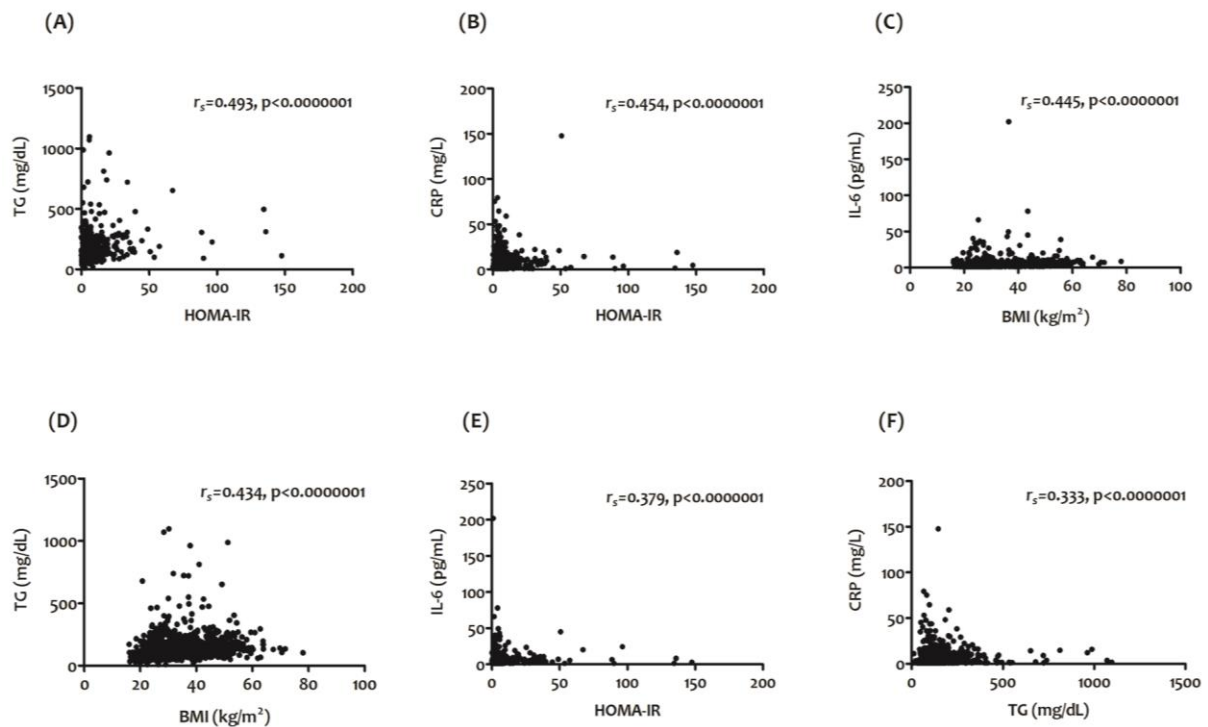 (A)
(B)
(C)
rs=0.493, p<0.0000001
rs=0.454, p<0.0000001
rs=0.445, p<0.0000001
TG (mg/dL)
1500
1000
500
0
0 50 100 150 200
HOMA-IR
CRP (mg/L)
200
150
100
50
0
0 50 100 150 200
HOMA-IR
IL-6 (pg/mL)
250
200
150
100
50
0
0 20 40 60 80 100
BMI (kg/m²)
(D)
(E)
(F)
rs=0.434, p<0.0000001
rs=0.379, p<0.0000001
rs=0.333, p<0.0000001
TG (mg/dL)
1500
1000
500
0
0 20 40 60 80 100
BMI (kg/m²)
IL-6 (pg/mL)
250
200
150
100
50
0
0 50 100 150 200
HOMA-IR
CRP (mg/L)
200
150
100
50
0
0 500 1000 1500
TG (mg/dL)